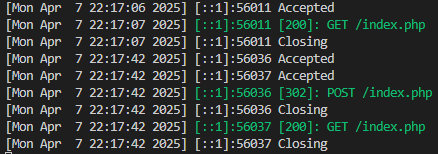 [Mon Apr  7 22:17:06 2025] [::1]:56011 Accepted
[Mon Apr  7 22:17:07 2025] [::1]:56011 [200]: GET /index.php
[Mon Apr  7 22:17:07 2025] [::1]:56011 Closing
[Mon Apr  7 22:17:42 2025] [::1]:56036 Accepted
[Mon Apr  7 22:17:42 2025] [::1]:56037 Accepted
[Mon Apr  7 22:17:42 2025] [::1]:56036 [302]: POST /index.php
[Mon Apr  7 22:17:42 2025] [::1]:56036 Closing
[Mon Apr  7 22:17:42 2025] [::1]:56037 [200]: GET /index.php
[Mon Apr  7 22:17:42 2025] [::1]:56037 Closing